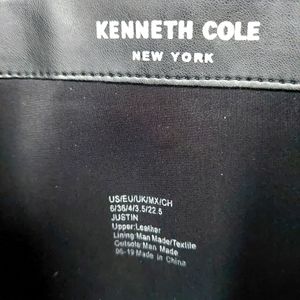 KENNETH COLE
NEW YORK
US/EU/UK/MX/CH
6/36/4/3.5/22.5
JUSTIN
Upper:Leather
Lining:Man Made/Textile
Outsole:Man Made
06-19 Made in China